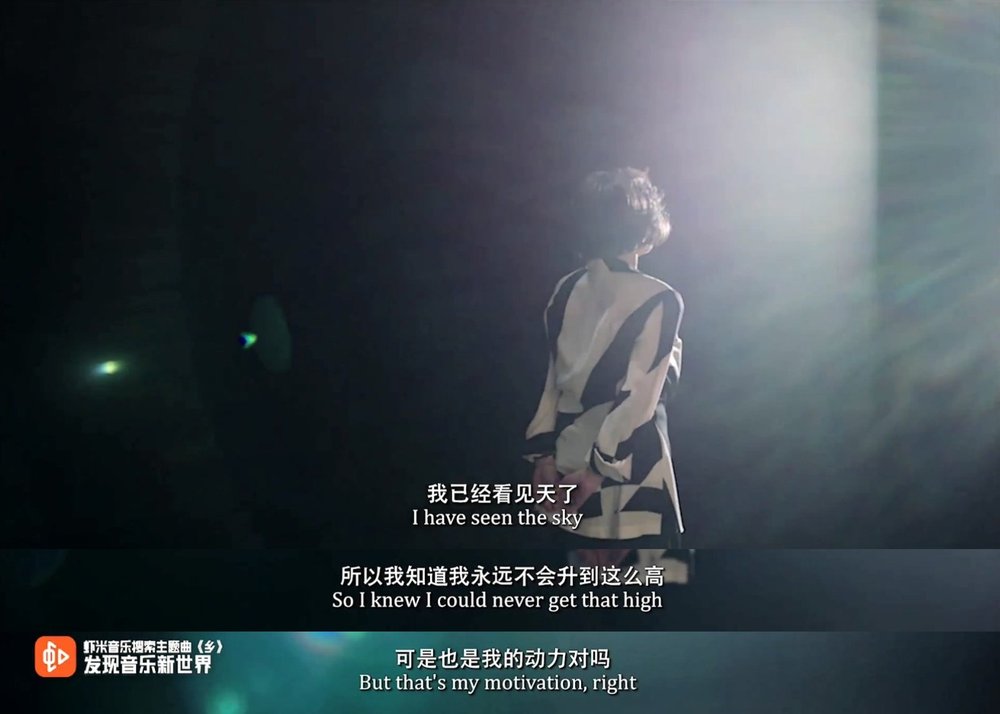 我已经看见天了
I have seen the sky
所以我知道我永远不会升到这么高
So I knew I could never get that high
虾米音乐搜索主题曲《乡》
发现音乐新世界
可是也是我的动力对吗
But that's my motivation, right